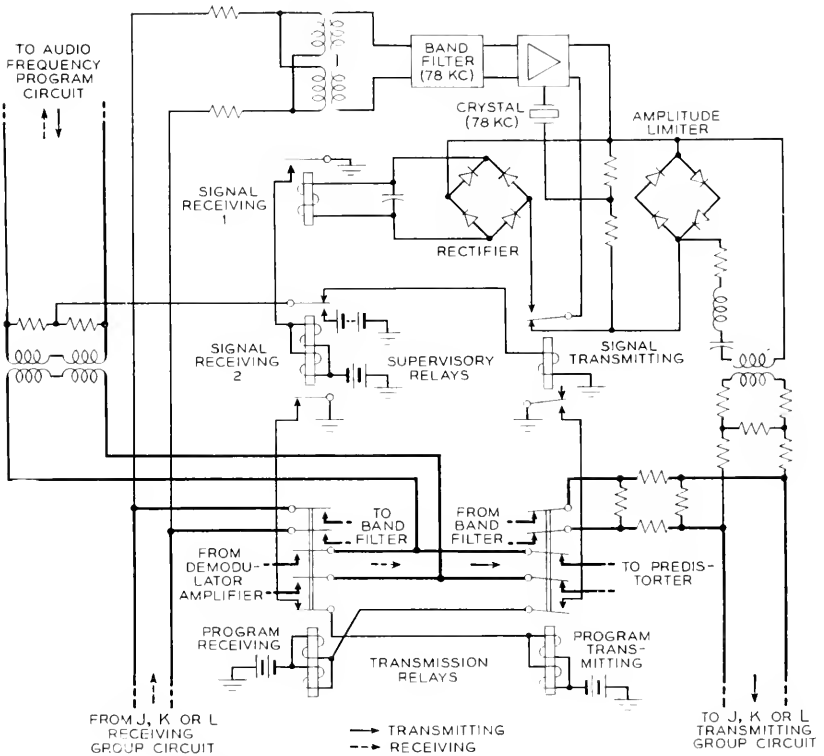 TO AUDIO
FREQUENCY
PROGRAM
CIRCUIT
BAND
FILTER
(78 KC)
CRYSTAL
(78 KC)
AMPLITUDE
LIMITER
SIGNAL
RECEIVING
1
RECTIFIER
SIGNAL
RECEIVING
2
SUPERVISORY
RELAYS
SIGNAL
TRANSMITTING
TO
BAND
FILTER
FROM
BAND
FILTER
FROM
DEMODU-
LATOR
AMPLIFIER
TO PREDIS-
TORTER
PROGRAM
RECEIVING
TRANSMISSION
RELAYS
PROGRAM
TRANS-
MITTING
FROM J, K OR L
RECEIVING
GROUP CIRCUIT
TRANSMITTING
RECEIVING
TO J, K OR L
TRANSMITTING
GROUP CIRCUIT